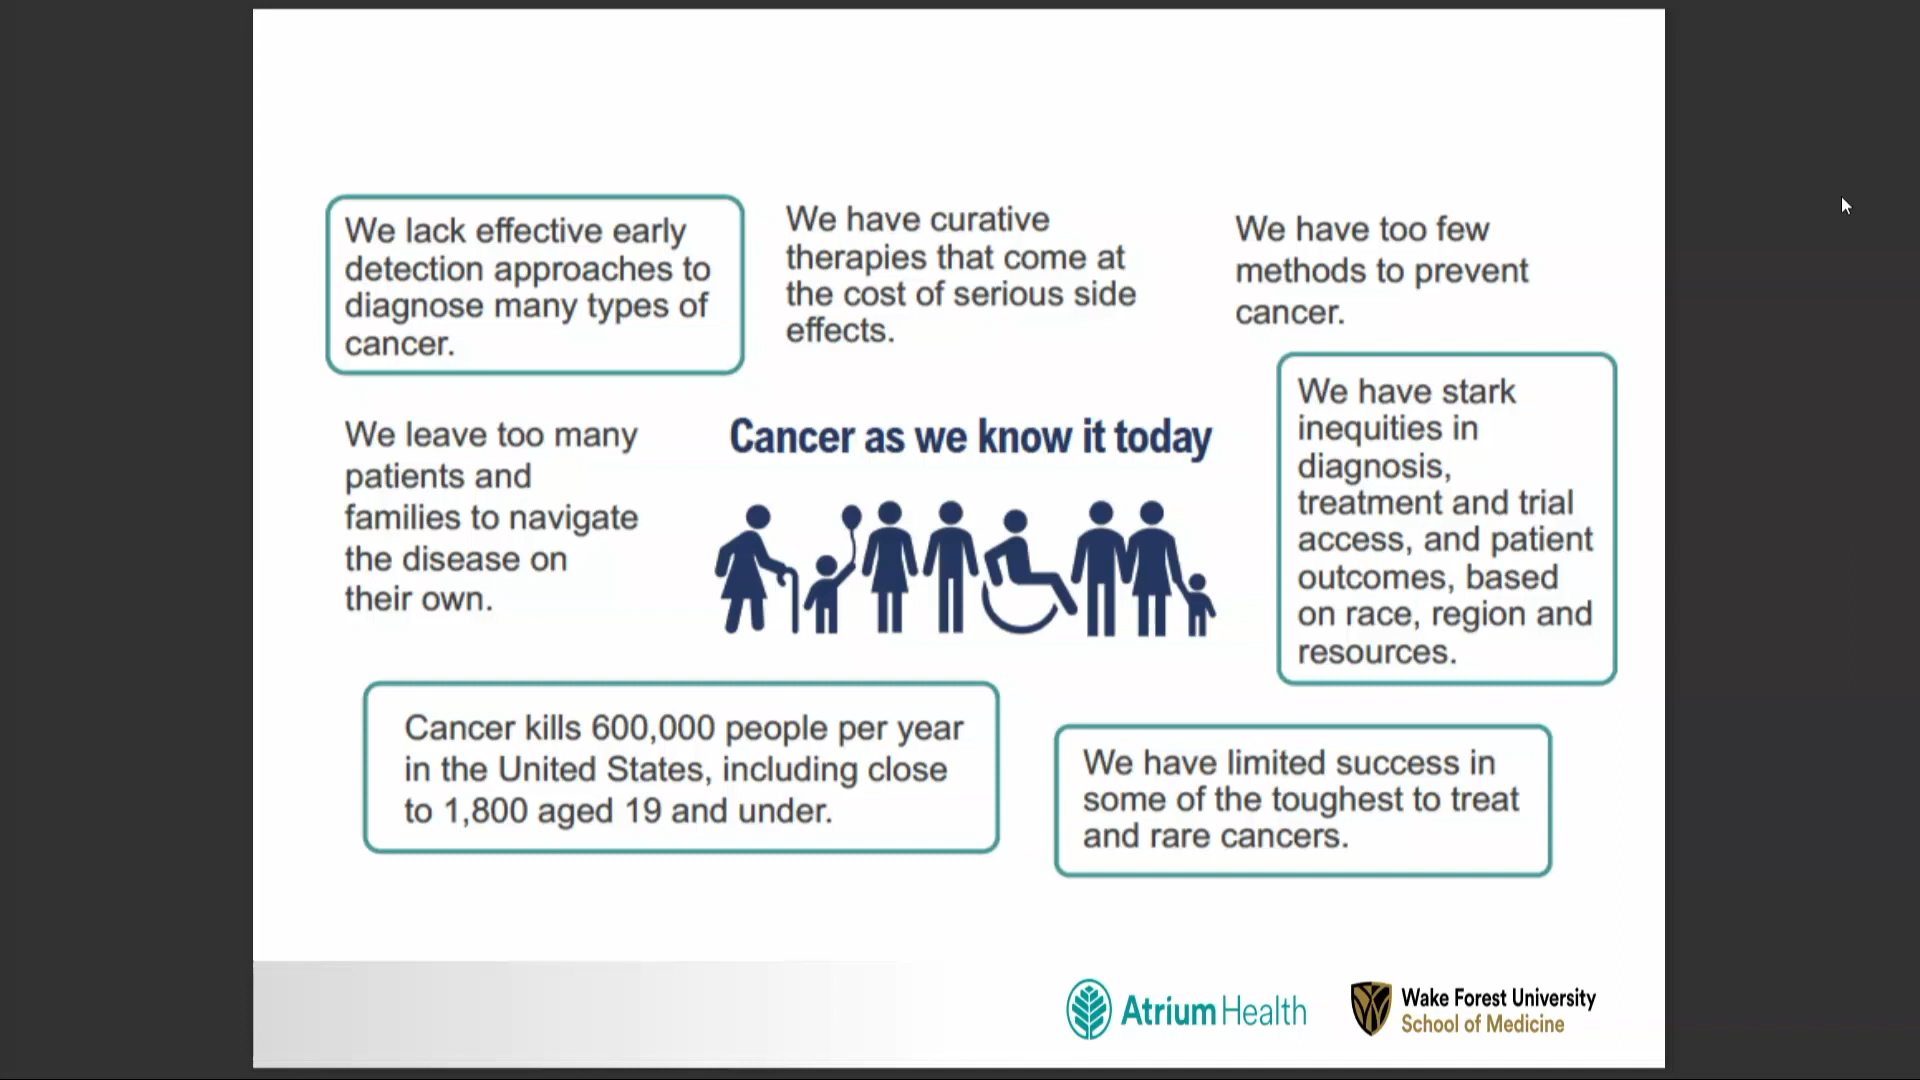 We lack effective early
detection approaches to
diagnose many types of
cancer.
We have curative
therapies that come at
the cost of serious side
effects.
We have too few
methods to prevent
cancer.
We leave too many
patients and
families to navigate
the disease on
their own.
Cancer as we know it today
We have stark
inequities in
diagnosis,
treatment and trial
access, and patient
outcomes, based
on race, region and
resources.
Cancer kills 600,000 people per year
in the United States, including close
to 1,800 aged 19 and under.
We have limited success in
some of the toughest to treat
and rare cancers.
Atrium Health
Wake Forest University
School of Medicine